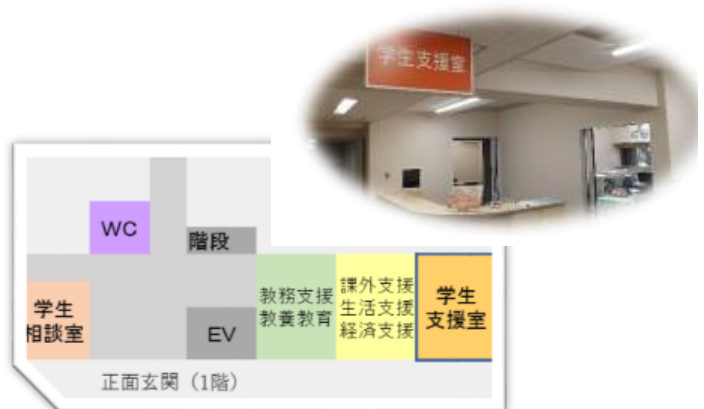 学生支援室
WC
階段
学生
相談室
EV
教務支援
教養教育
課外支援
生活支援
経済支援
学生
支援室
正面玄関（1階）